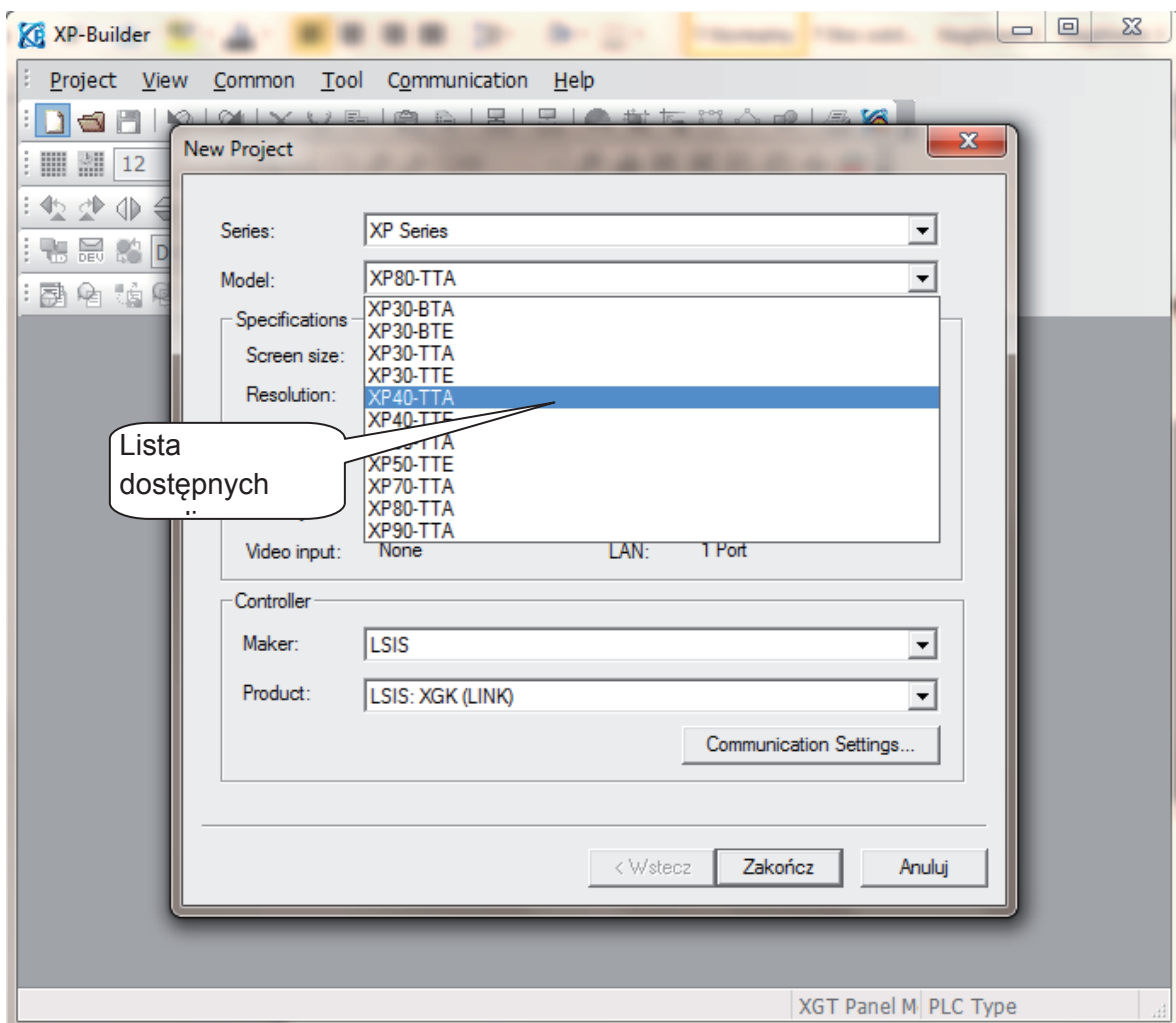 XP-Builder
Project View Common Tool Communication Help
12
New Project
Series: XP Series
Model: XP80-TTA
XP30-BTA
XP30-BTE
XP30-TTA
XP30-TTE
XP40-TTA
XP40-TTE
XP50-TTE
XP70-TTA
XP80-TTA
XP90-TTA
Specifications
Screen size:
Resolution:
Lista
dostępnych
Video input: None LAN: 1 Port
Controller
Maker: LSIS
Product: LSIS: XGK (LINK)
Communication Settings...
< Wstecz Zakończ Anuluj
XGT Panel M PLC Type
DEV
D